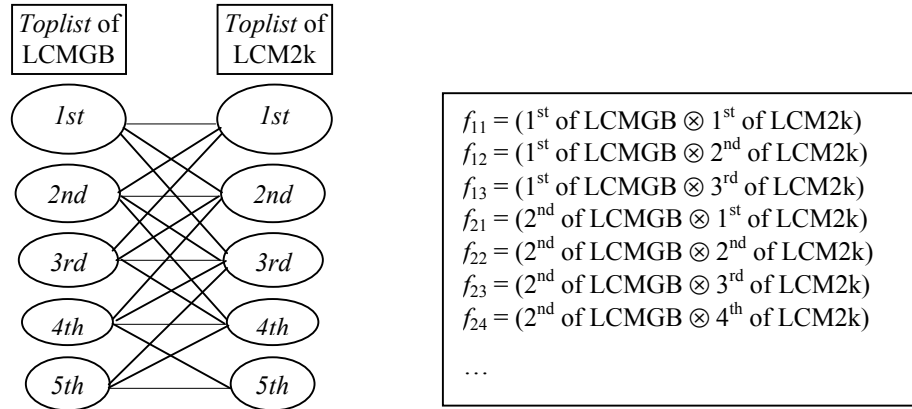 Toplist of
LCMGB
Toplist of
LCM2k
1st
1st
2nd
2nd
3rd
3rd
4th
4th
5th
5th
f11 = (1st of LCMGB ⊗ 1st of LCM2k)
f12 = (1st of LCMGB ⊗ 2nd of LCM2k)
f13 = (1st of LCMGB ⊗ 3rd of LCM2k)
f21 = (2nd of LCMGB ⊗ 1st of LCM2k)
f22 = (2nd of LCMGB ⊗ 2nd of LCM2k)
f23 = (2nd of LCMGB ⊗ 3rd of LCM2k)
f24 = (2nd of LCMGB ⊗ 4th of LCM2k)
…